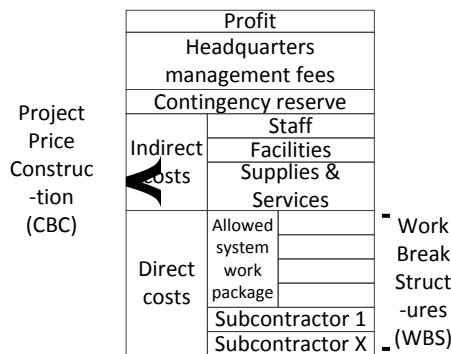 Profit
Headquarters
management fees
Contingency reserve
Project
Price
Construc
-tion
(CBC)
Indirect
costs
Staff
Facilities
Supplies &
Services
Direct
costs
Allowed
system
work
package
Subcontractor 1
Subcontractor X
Work
Break
Struct
-ures
(WBS)